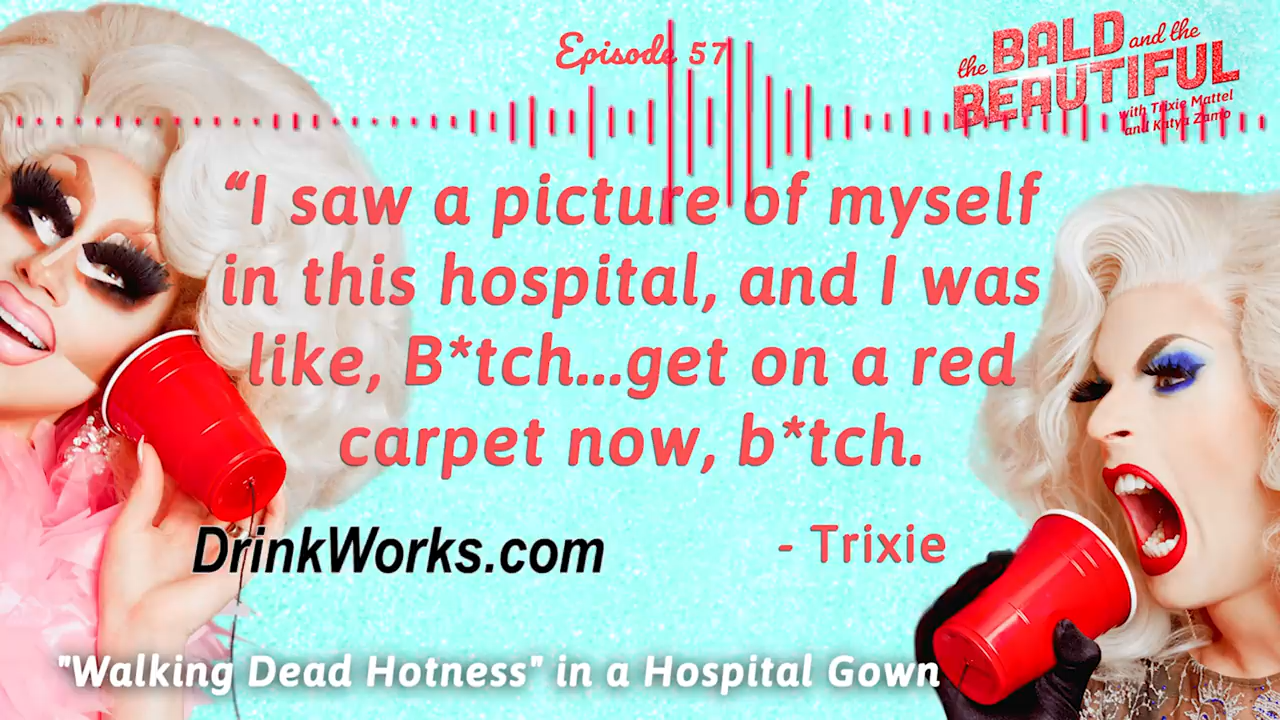 Episode 57
the BALD and the
BEAUTIFUL
with Trixie Mattel
and Katya Zamo
“I saw a picture of myself
in this hospital, and I was
like, B*tch...get on a red
carpet now, b*tch.
DrinkWorks.com
- Trixie
"Walking Dead Hotness" in a Hospital Gown